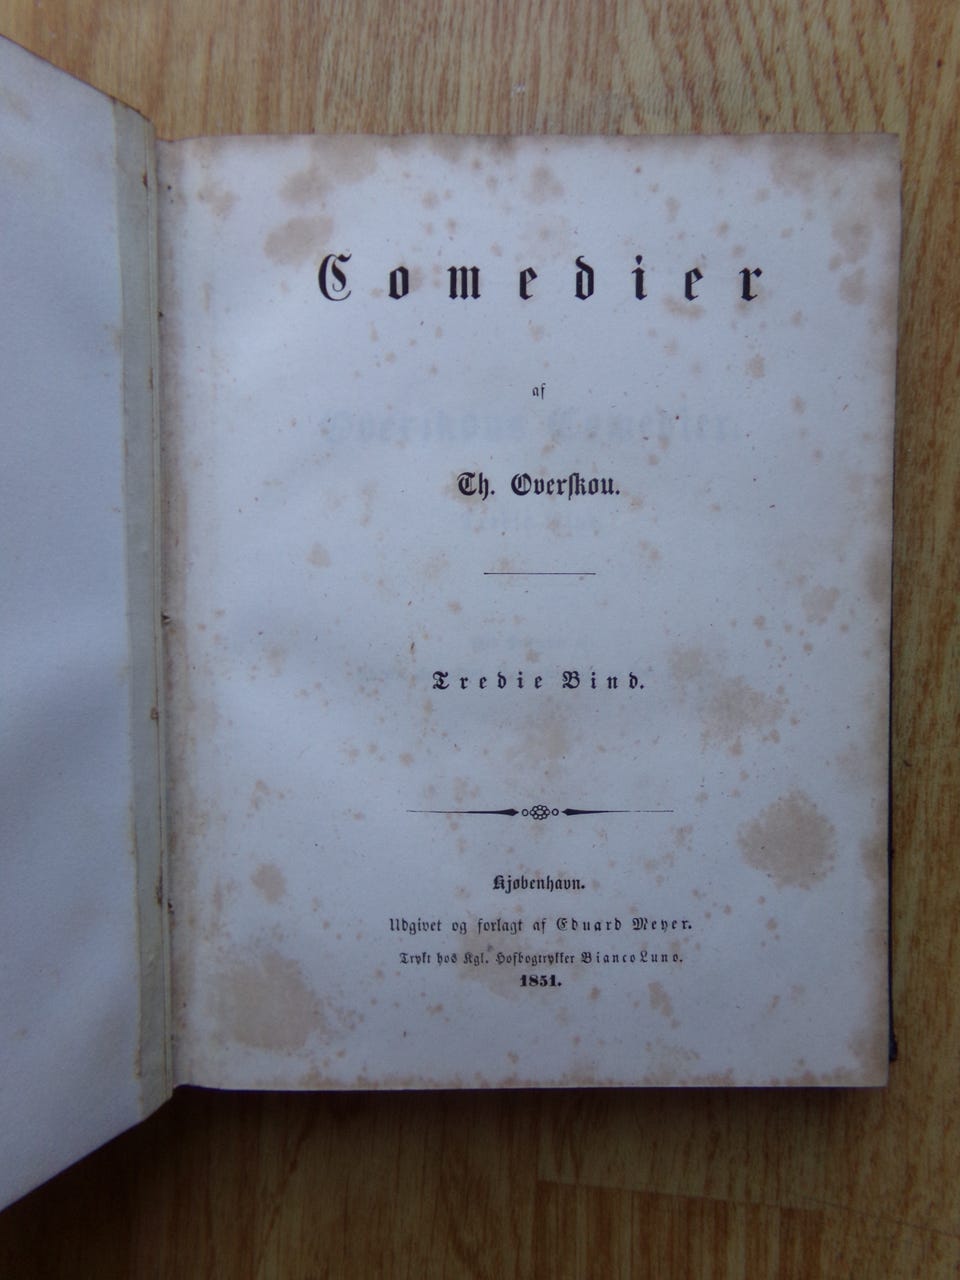 Comedier
af
Th. Overskou.
Tredie Bind.
Kjøbenhavn.
Udgivet og forlagt af Eduard Meyer.
Trykt hos Kgl. Hofbogtrykker Bianco Luno.
1851.